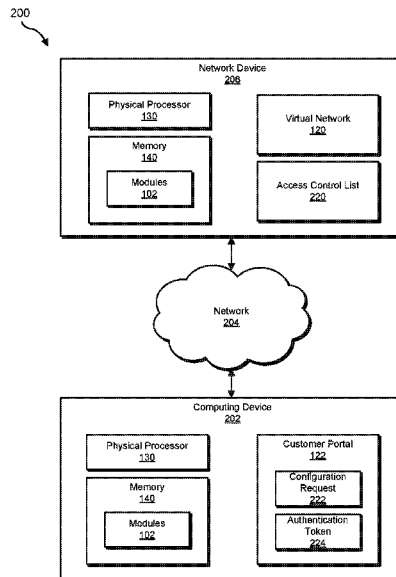 200
Network Device
206
Physical Processor
130
Memory
140
Modules
102
Virtual Network
120
Access Control List
220
Network
204
Computing Device
202
Physical Processor
130
Memory
140
Modules
102
Customer Portal
122
Configuration
Request
222
Authentication
Token
224